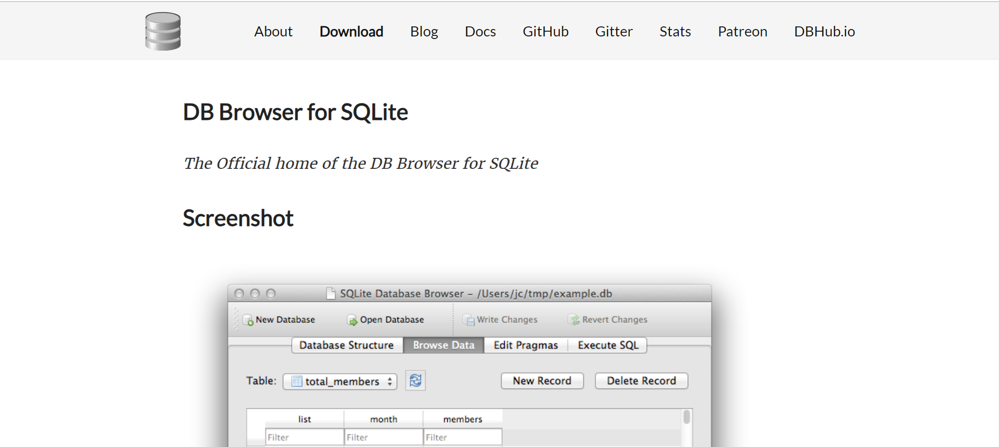 About Download Blog Docs GitHub Gitter Stats Patreon DBHub.io
DB Browser for SQLite
The Official home of the DB Browser for SQLite
Screenshot
SQLite Database Browser – /Users/jc/tmp/example.db
New Database Open Database Write Changes Revert Changes
Database Structure Browse Data Edit Pragmas Execute SQL
Table: total_members New Record Delete Record
list month members
Filter Filter Filter